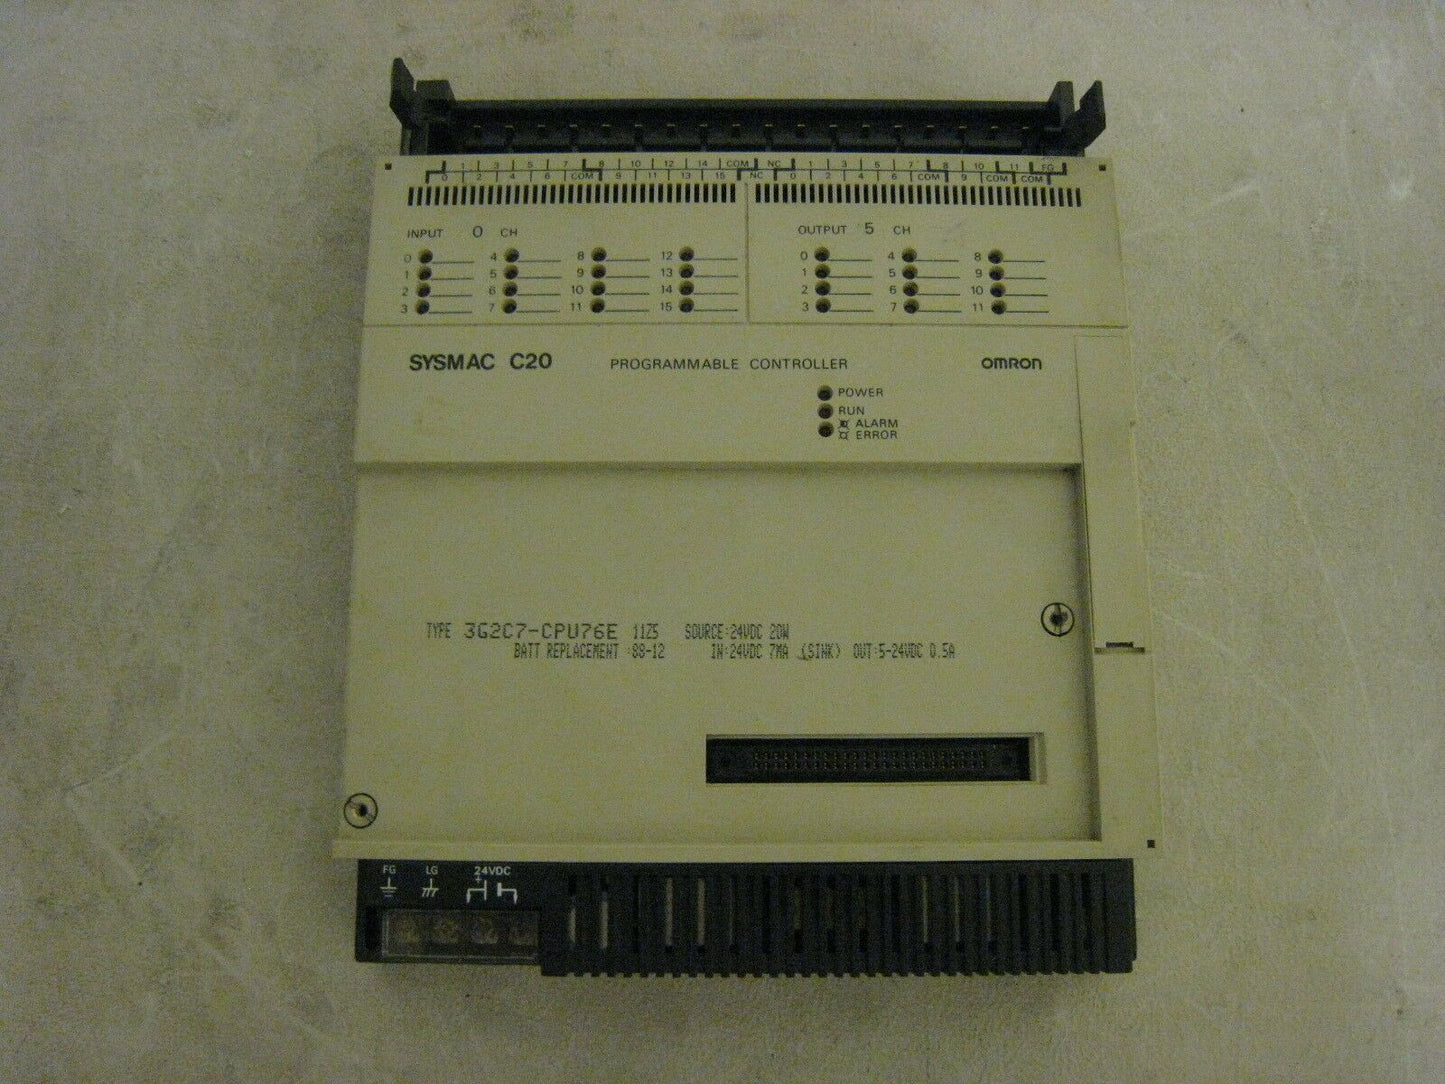 1 3 5 7 8 10 12 14 COM NC 1 3 5 7 8 10 11 FG
0 2 4 6 COM 9 11 13 15 NC 0 2 4 6 COM 9 COM COM
INPUT 0 CH OUTPUT 5 CH
0 4 8 12 0 4 8
1 5 9 13 1 5 9
2 6 10 14 2 6 10
3 7 11 15 3 7 11
SYSMAC C20 PROGRAMMABLE CONTROLLER OMRON
POWER
RUN
ALARM
ERROR
TYPE 3G2C7-CPU76E 11Z5 SOURCE:24VDC 20W
BATT REPLACEMENT :88-12 IN:24VDC 7MA (SINK) OUT:5-24VDC 0.5A
FG LG 24VDC
+